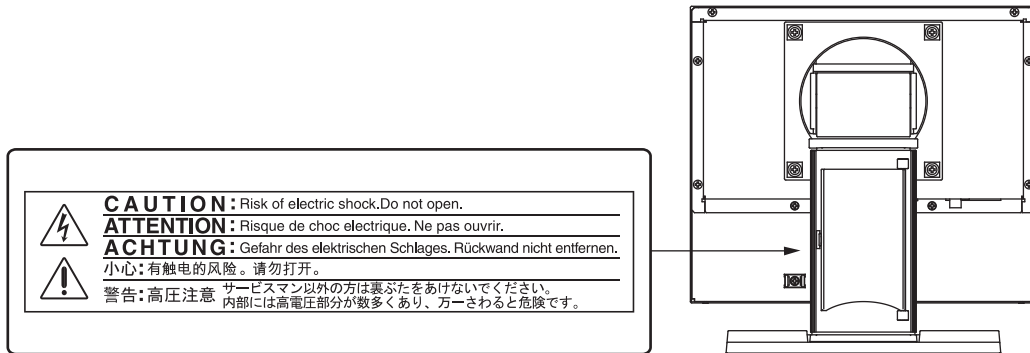 CAUTION: Risk of electric shock.Do not open.
ATTENTION: Risque de choc electrique. Ne pas ouvrir.
ACHTUNG: Gefahr des elektrischen Schlages. Rückwand nicht entfernen.
小心:有触电的风险。请勿打开。
警告:高圧注意 サービスマン以外の方は裏ぶたをあけないでください。
内部には高電圧部分が数多くあり、万一さわると危険です。